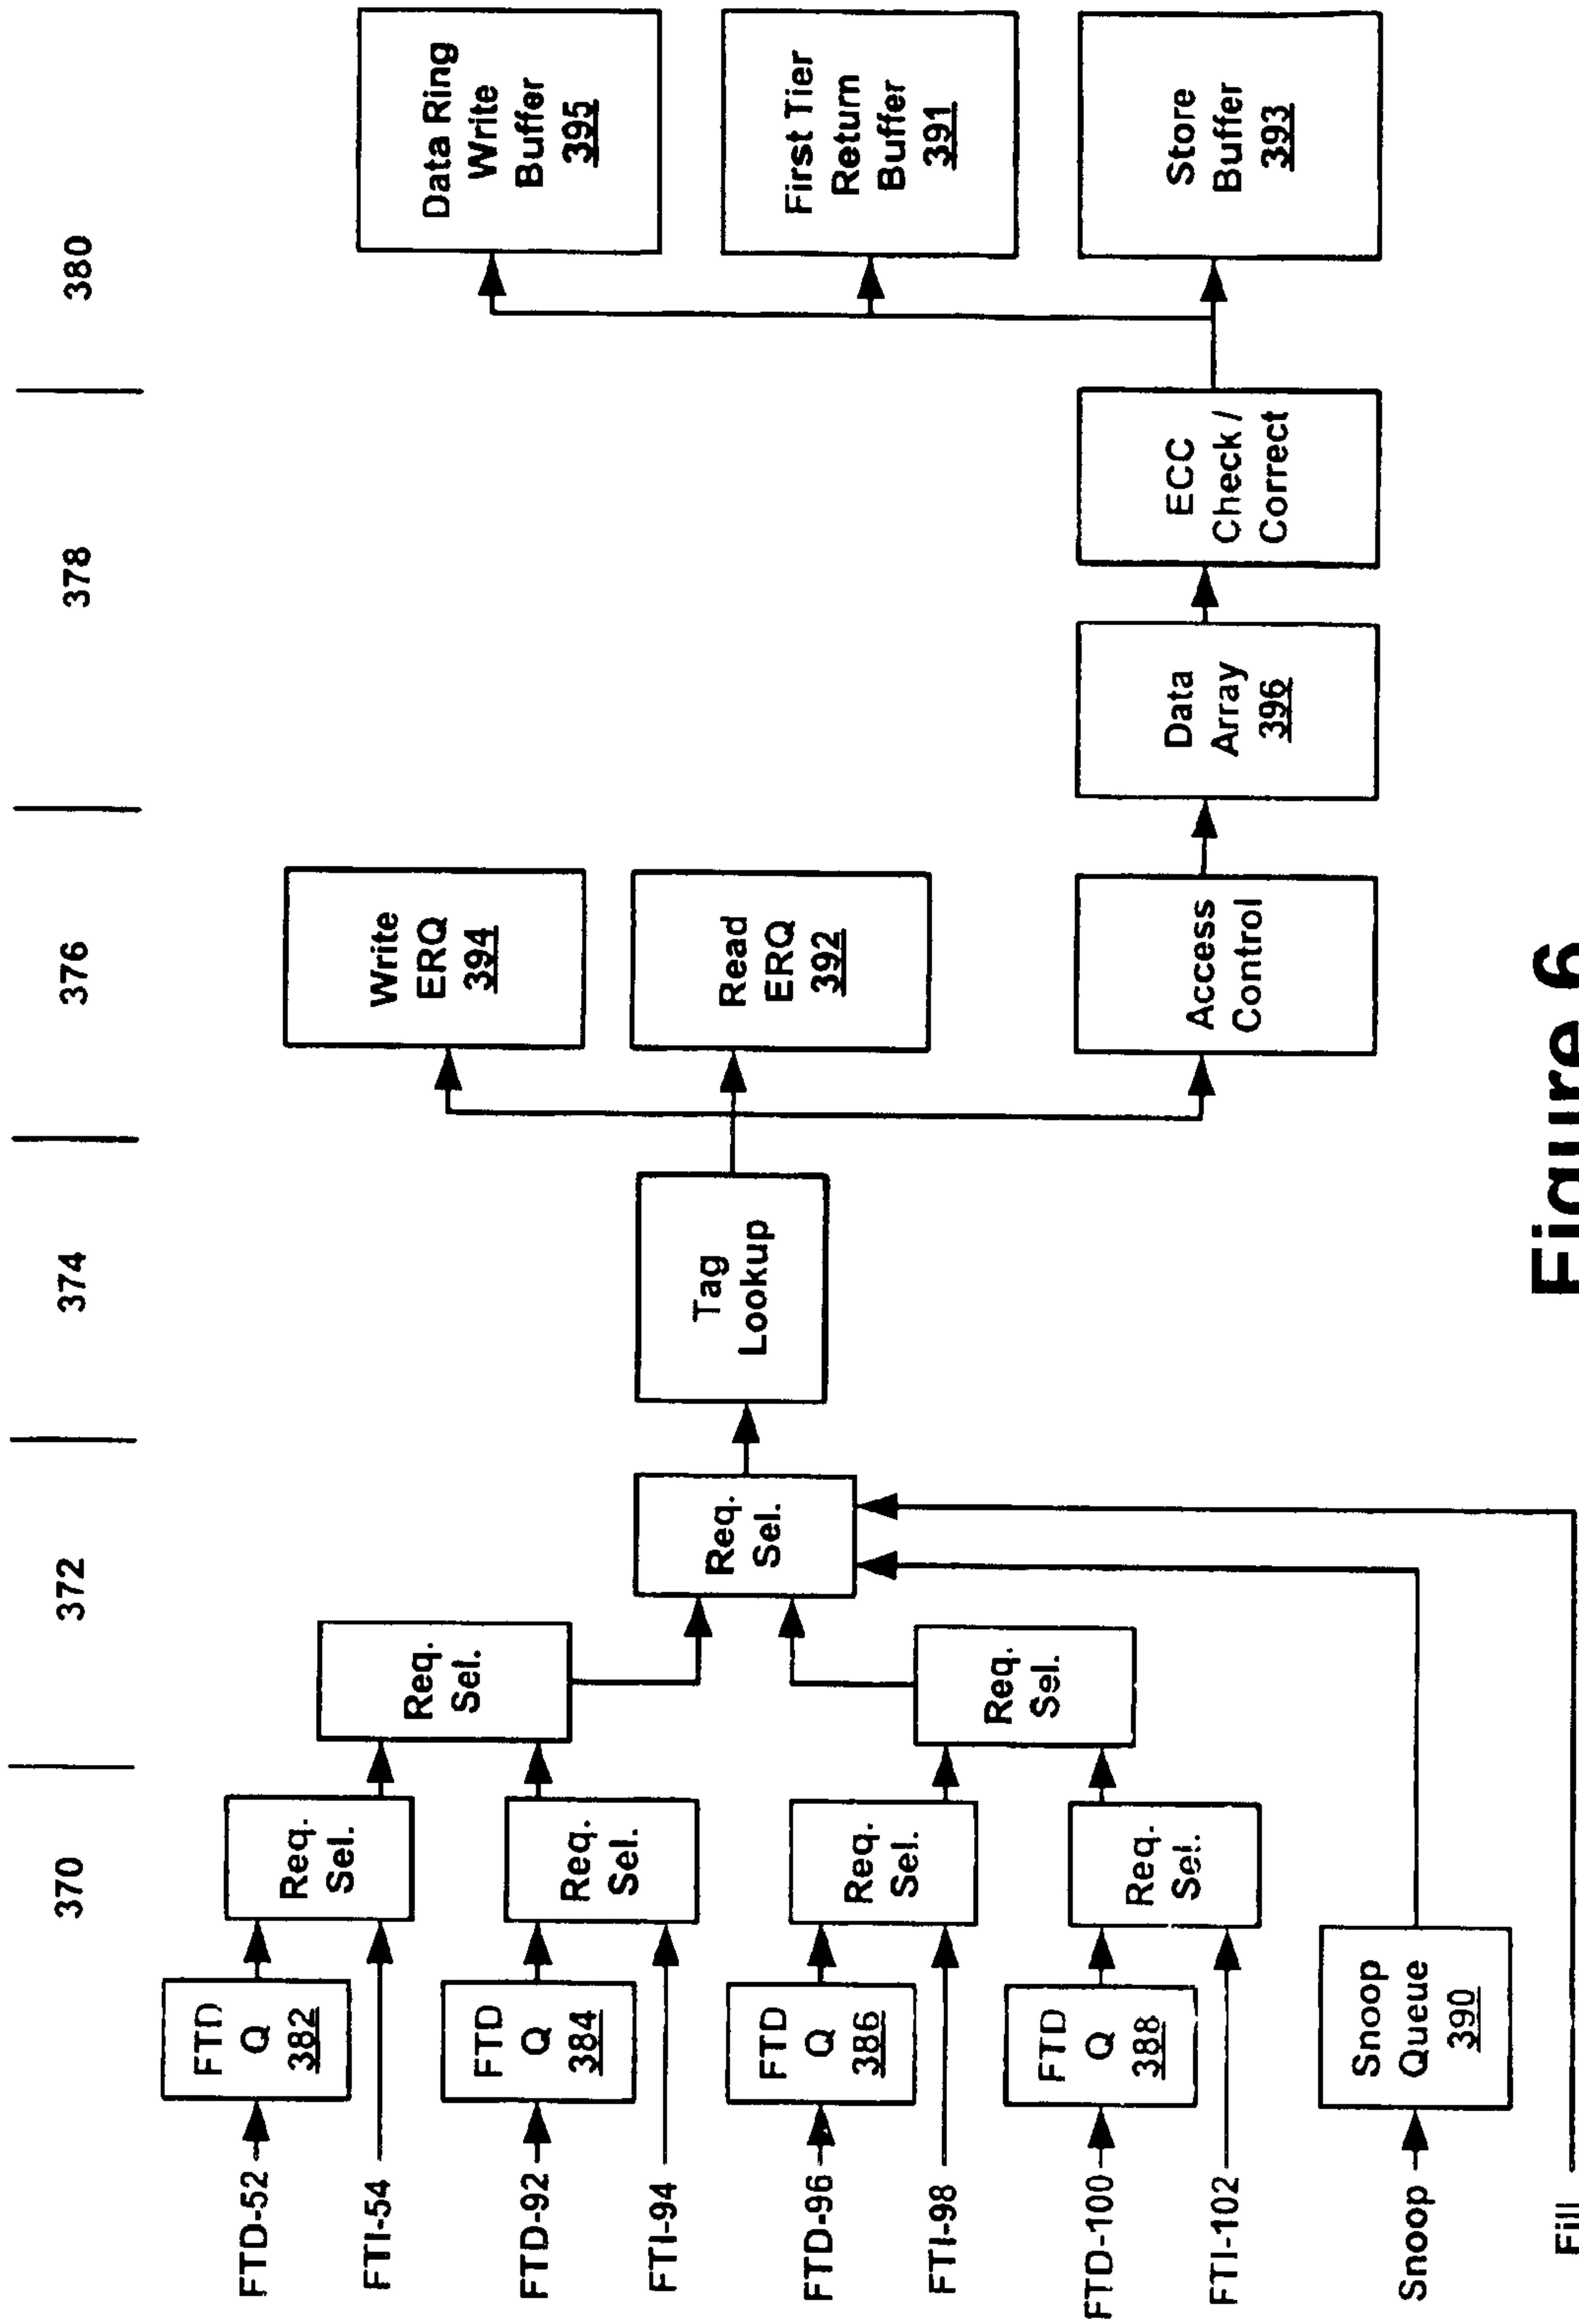 370
372
374
376
378
380
FTD-52
FTI-54
FTD-92
FTI-94
FTD-96
FTI-98
FTD-100
FTI-102
Snoop
Fill
FTD
Q
382
FTD
Q
384
FTD
Q
386
FTD
Q
388
Snoop
Queue
390
Req.
Sel.
Req.
Sel.
Req.
Sel.
Req.
Sel.
Req.
Sel.
Req.
Sel.
Req.
Sel.
Tag
Lookup
Write
ERQ
394
Read
ERQ
392
Access
Control
Data
Array
396
ECC
Check /
Correct
Data Ring
Write
Buffer
395
First Tier
Return
Buffer
391
Store
Buffer
393
Figure 6